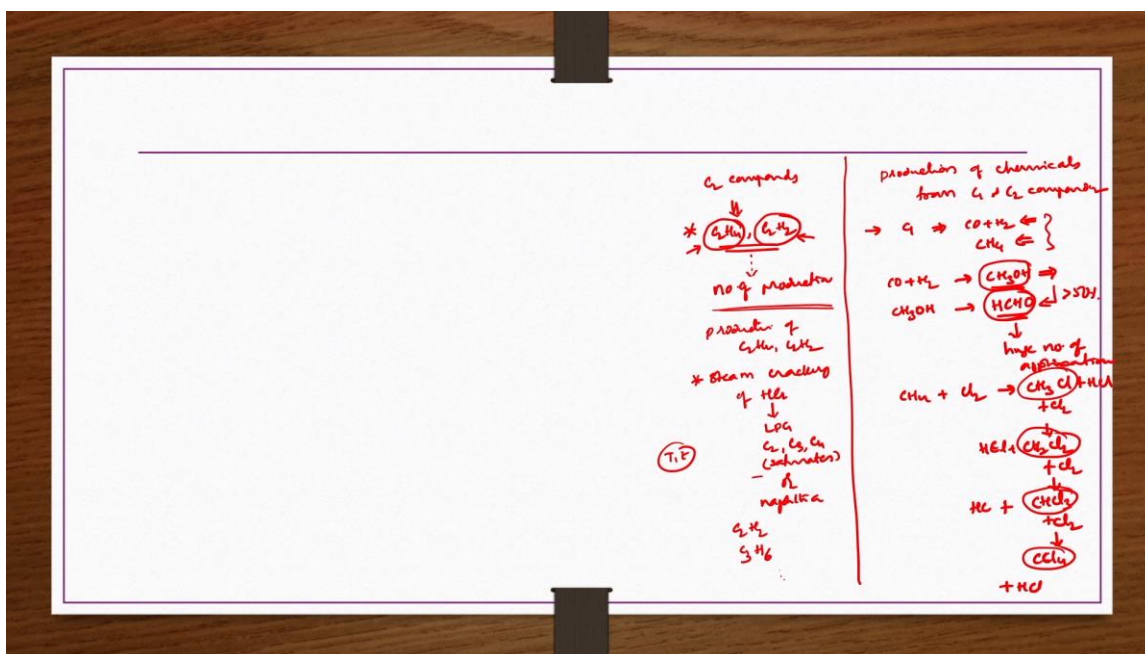 production of chemicals
from C1 & C2 compounds
→ C1 ⇒ CO+H2 ⇐
CH4 ⇐ }
CO+H2 → CH3OH ⇒
CH3OH → HCHO ← >50%
↓
huge no of
applications
CH4 + Cl2 → CH3Cl + HCl
+Cl2
↓
HCl + CH2Cl2
+Cl2
↓
HCl + CHCl3
+Cl2
↓
CCl4
+HCl
C2 compounds
⇓
* → C2H4, C2H2 ←
↓
no of production
production of
C2H4, C2H2
* Steam cracking
of HCs
↓
LPG
C2, C3, C4
(saturates)
— or
naphtha
C2H2
C3H6